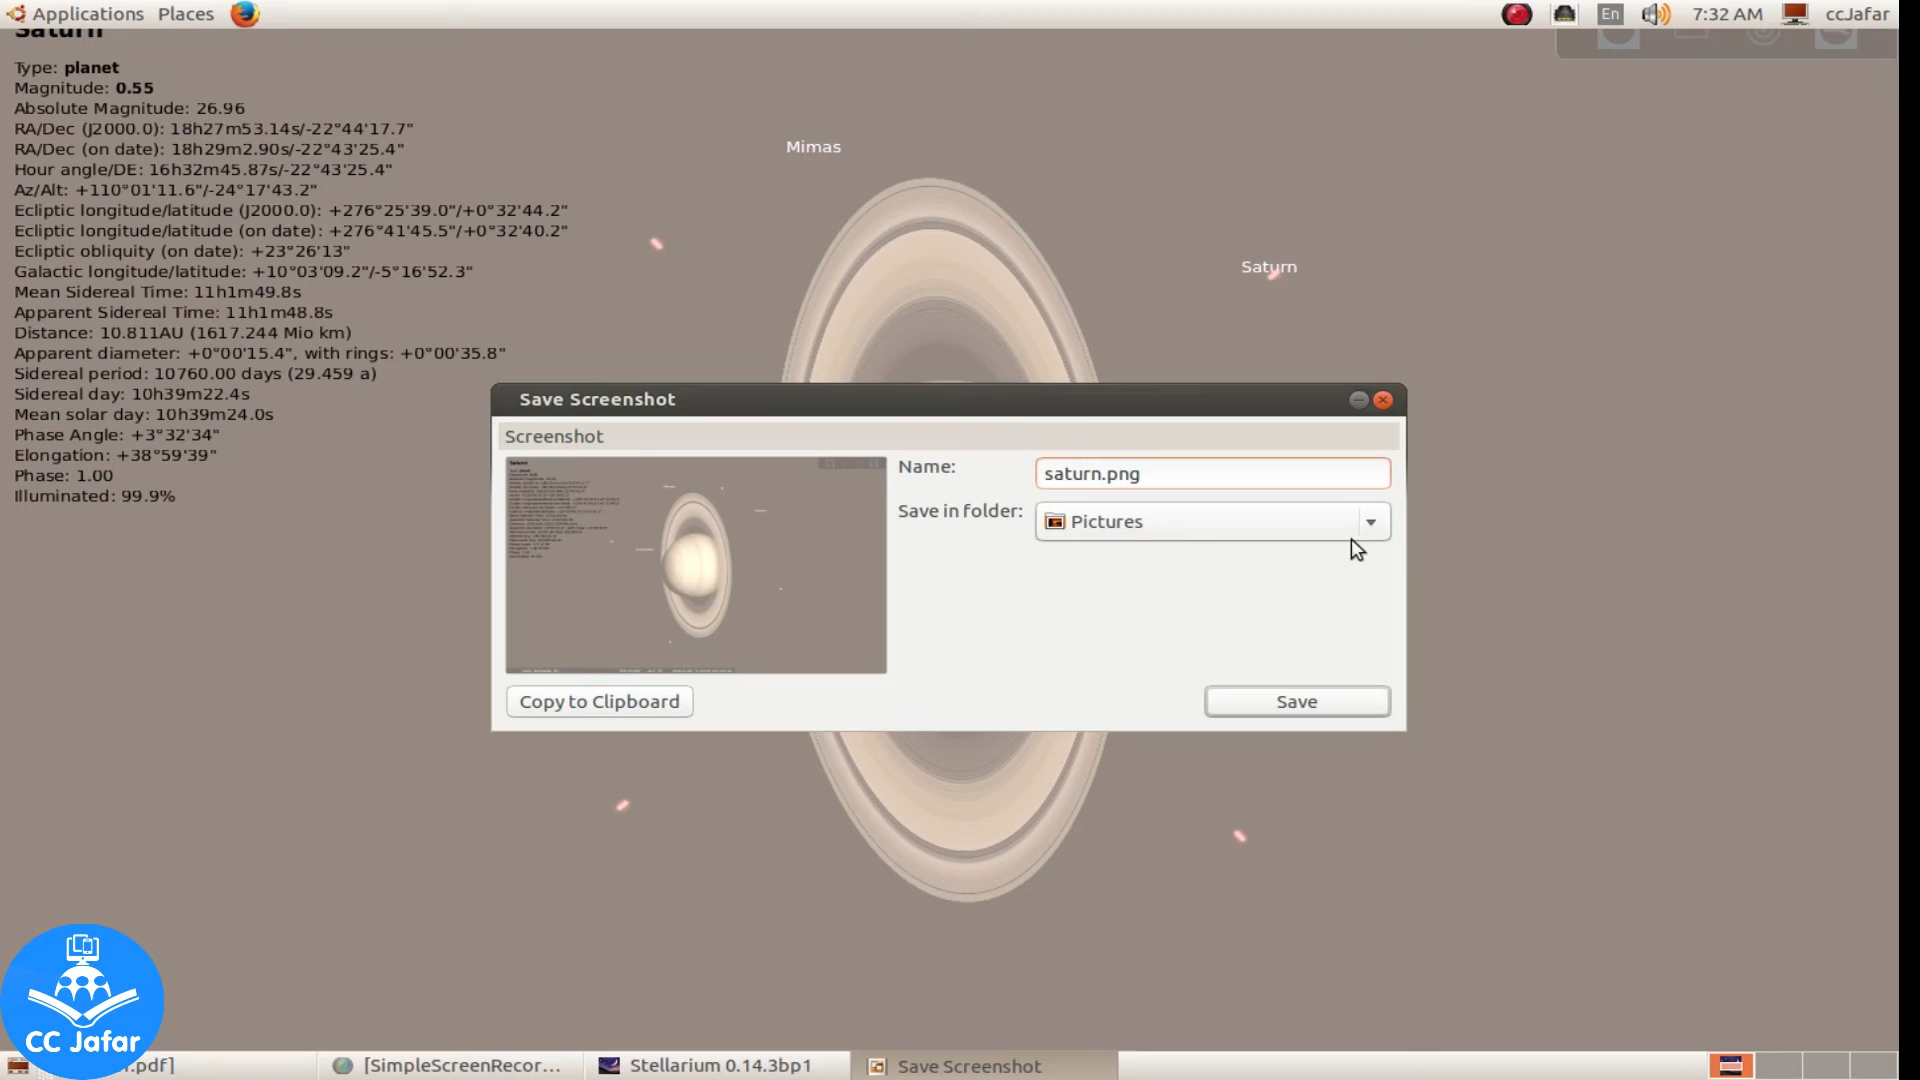 Applications Places
En 7:32 AM ccJafar
Saturn
Type: planet
Magnitude: 0.55
Absolute Magnitude: 26.96
RA/Dec (J2000.0): 18h27m53.14s/-22°44'17.7"
RA/Dec (on date): 18h29m2.90s/-22°43'25.4"
Hour angle/DE: 16h32m45.87s/-22°43'25.4"
Az/Alt: +110°01'11.6"/-24°17'43.2"
Ecliptic longitude/latitude (J2000.0): +276°25'39.0"/+0°32'44.2"
Ecliptic longitude/latitude (on date): +276°41'45.5"/+0°32'40.2"
Ecliptic obliquity (on date): +23°26'13"
Galactic longitude/latitude: +10°03'09.2"/-5°16'52.3"
Mean Sidereal Time: 11h1m49.8s
Apparent Sidereal Time: 11h1m48.8s
Distance: 10.811AU (1617.244 Mio km)
Apparent diameter: +0°00'15.4", with rings: +0°00'35.8"
Sidereal period: 10760.00 days (29.459 a)
Sidereal day: 10h39m22.4s
Mean solar day: 10h39m24.0s
Phase Angle: +3°32'34"
Elongation: +38°59'39"
Phase: 1.00
Illuminated: 99.9%
Mimas
Saturn
Save Screenshot
Screenshot
Name: saturn.png
Save in folder: Pictures
Copy to Clipboard
Save
CC Jafar
.pdf]
[SimpleScreenRecor...
Stellarium 0.14.3bp1
Save Screenshot